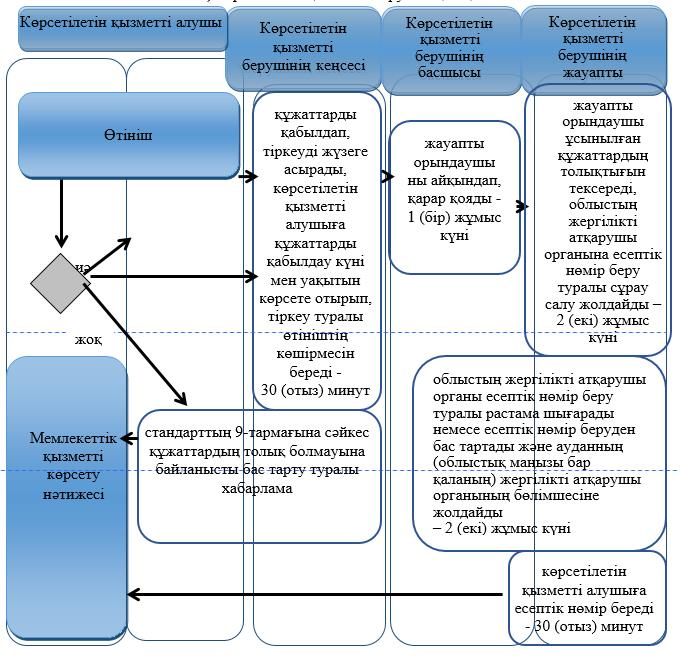 Көрсетілетін қызметті алушы
Көрсетілетін
қызметті
берушінің кеңсесі
Көрсетілетін
қызметті
берушінің
басшысы
Көрсетілетін
қызметті
берушінің
жауапты
Өтініш
құжаттарды
қабылдап,
тіркеуді жүзеге
асырады,
көрсетілетін
қызметті
алушыға
құжаттарды
қабылдау күні
мен уақытын
көрсете отырып,
тіркеу туралы
өтініштің
көшірмесін
береді -
30 (отыз) минут
жауапты
орындаушы
ны айқындап,
қарар қояды -
1 (бір) жұмыс
күні
жауапты
орындаушы
ұсынылған
құжаттардың
толықтығын
тексереді,
облыстың
жергілікті
атқарушы
органына есептік
нөмір беру
туралы сұрау
салу жолдайды –
2 (екі) жұмыс
күні
иә
жоқ
Мемлекеттік
қызметті
көрсету
нәтижесі
стандарттың 9-тармағына сәйкес
құжаттардың толық болмауына
байланысты бас тарту туралы
хабарлама
облыстың жергілікті атқарушы
органы есептік нөмір беру
туралы растама шығарады
немесе есептік нөмір беруден
бас тартады және ауданның
(облыстық маңызы бар
қаланың) жергілікті атқарушы
органының бөлімшесіне
жолдайды
– 2 (екі) жұмыс күні
көрсетілетін
қызметті алушыға
есептік нөмір береді
- 30 (отыз) минут